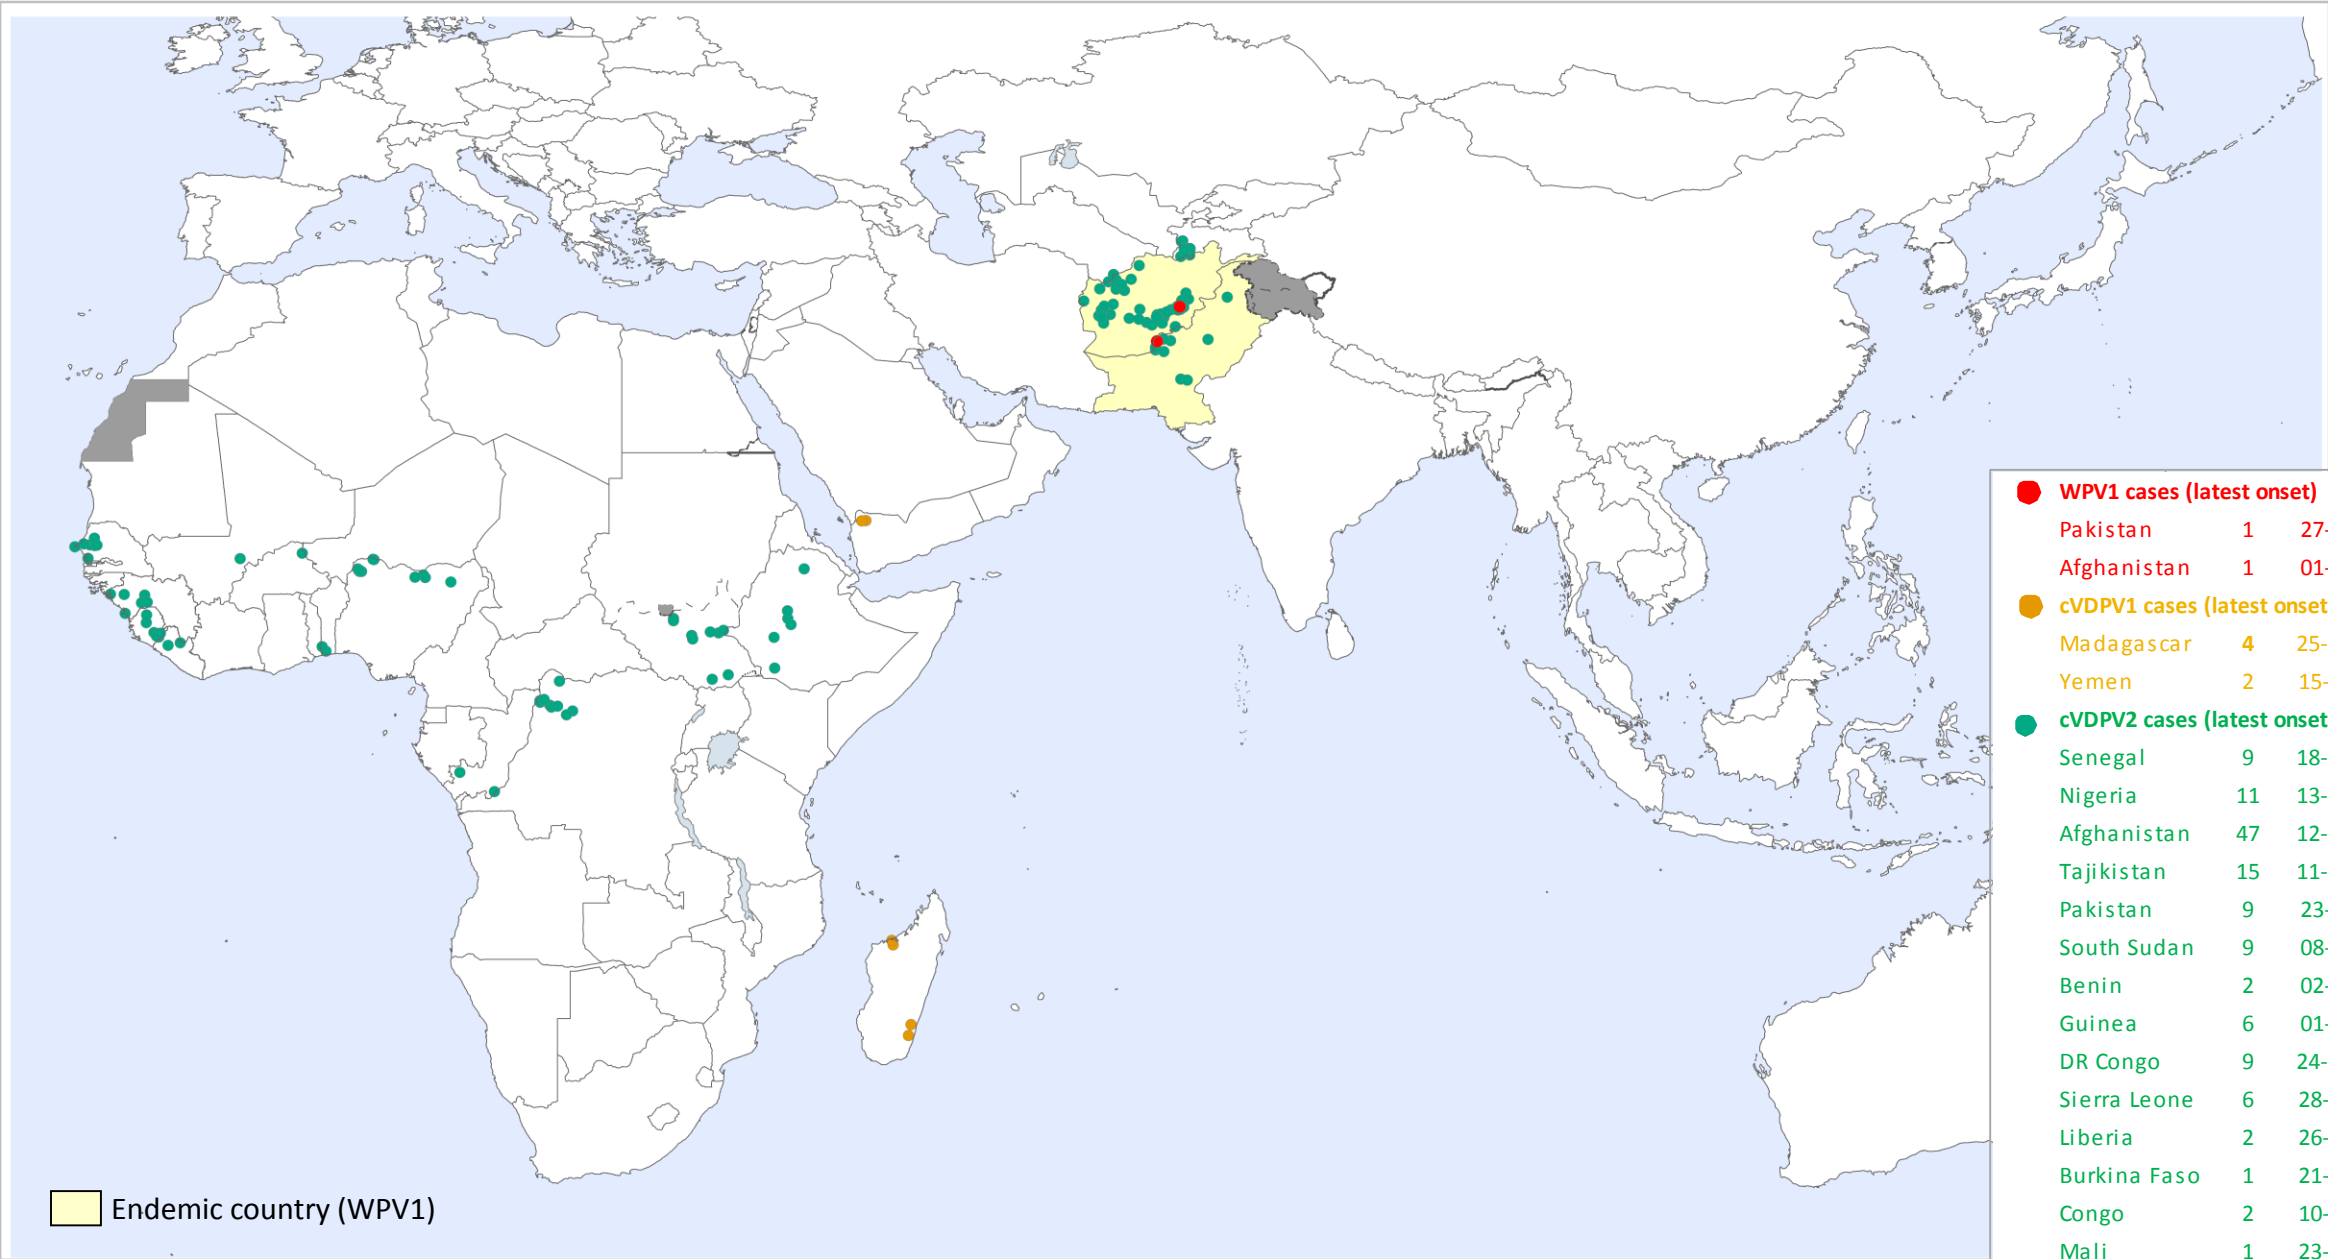 WPV1 cases (latest onset)
Pakistan 1 27-
Afghanistan 1 01-
cVDPV1 cases (latest onset
Madagascar 4 25-
Yemen 2 15-
cVDPV2 cases (latest onset
Senegal 9 18-
Nigeria 11 13-
Afghanistan 47 12-
Tajikistan 15 11-
Pakistan 9 23-
South Sudan 9 08-
Benin 2 02-
Guinea 6 01-
DR Congo 9 24-
Sierra Leone 6 28-
Liberia 2 26-
Burkina Faso 1 21-
Congo 2 10-
Mali 1 23-
Endemic country (WPV1)